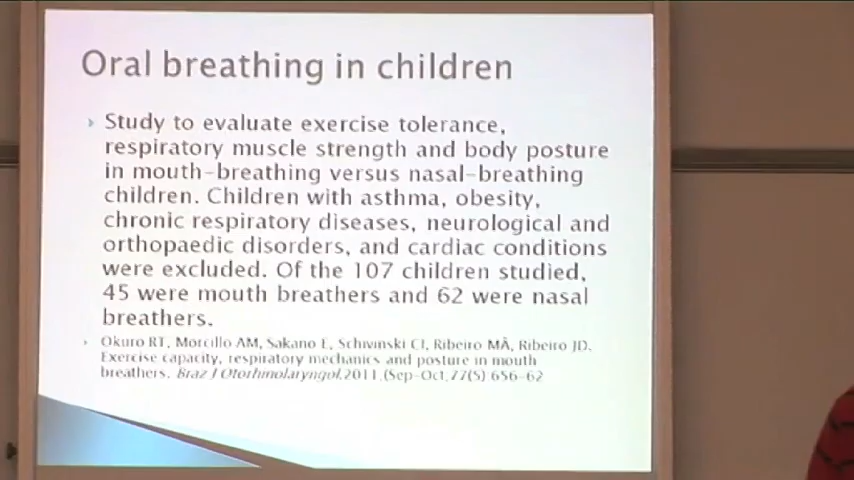 Oral breathing in children
Study to evaluate exercise tolerance,
respiratory muscle strength and body posture
in mouth-breathing versus nasal-breathing
children. Children with asthma, obesity,
chronic respiratory diseases, neurological and
orthopaedic disorders, and cardiac conditions
were excluded. Of the 107 children studied,
45 were mouth breathers and 62 were nasal
breathers.
Okuro RT, Morcillo AM, Sakano E, Schivinski CI, Ribeiro MÂ, Ribeiro JD.
Exercise capacity, respiratory mechanics and posture in mouth
breathers. Braz J Otorhinolaryngol,2011,(Sep-Oct,77(5) 656-62